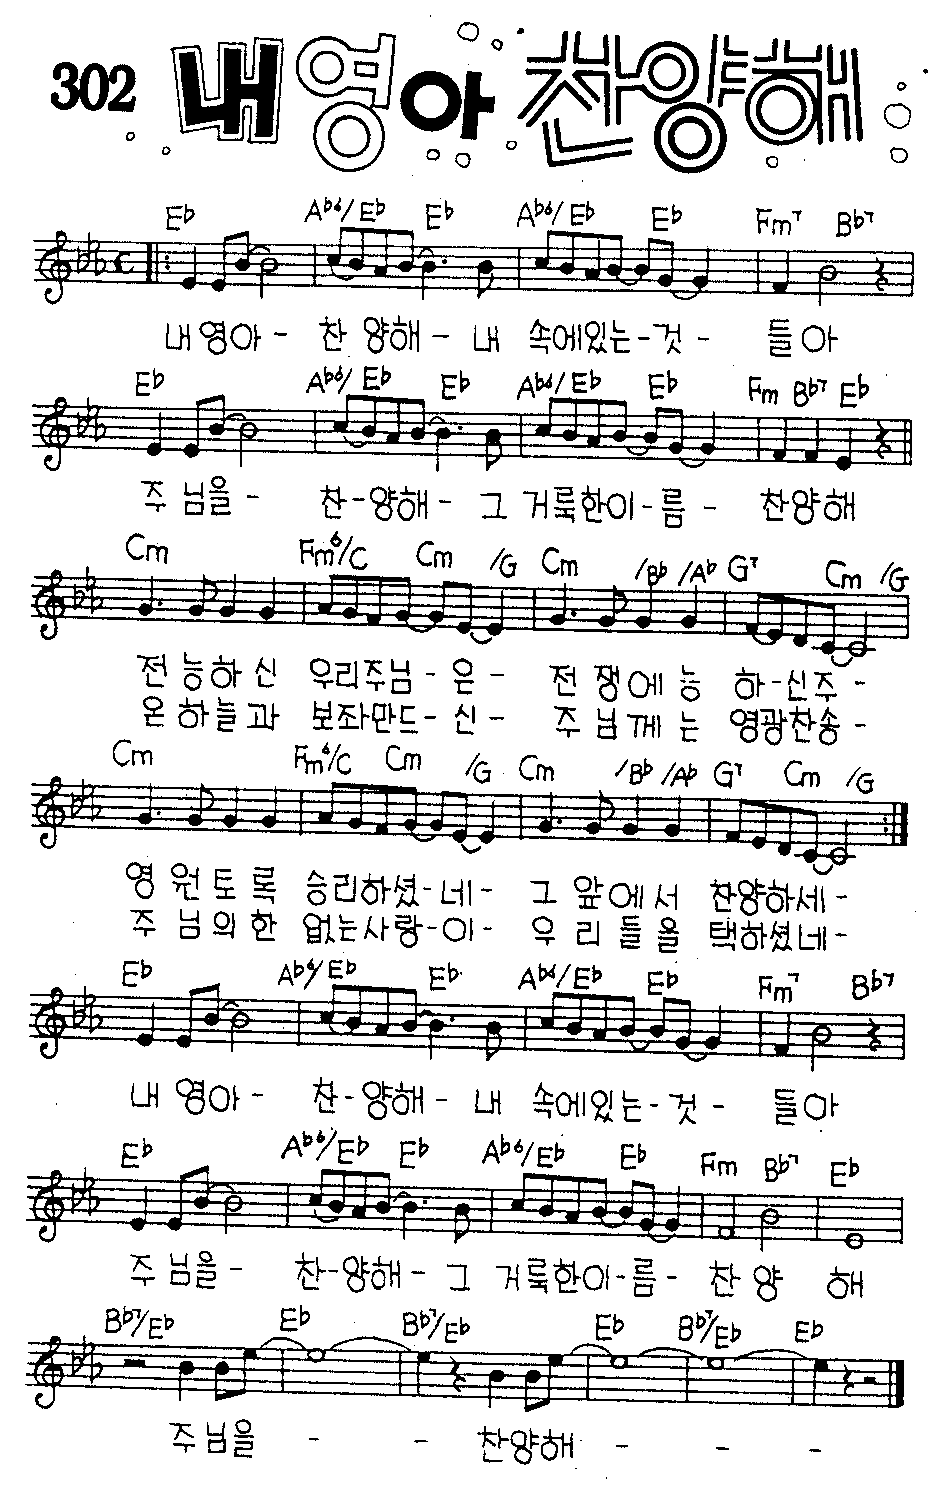 302 내 영아 찬양해
Eb Ab6/Eb Eb Ab6/Eb Eb Fm7 Bb7
내 영아 - 찬 양해 - 내 속에있는-것 - 들아
Eb Ab6/Eb Eb Ab6/Eb Eb Fm Bb7 Eb
주 님을 - 찬-양해- 그 거룩한이-름 - 찬양해
Cm Fm6/C Cm /G Cm /Bb /Ab G7 Cm /G
전 능하 신 우리주님 - 은 - 전 쟁에 능 하-신주 -
온 하늘과 보좌만드 - 신 - 주 님께 는 영광찬송 -
Cm Fm6/C Cm /G Cm /Bb /Ab G7 Cm /G
영 원토록 승리하셨-네- 그 앞에서 찬양하세-
주 님의 한 없는사랑-이- 우 리 들을 택하셨네-
Eb Ab6/Eb Eb Ab6/Eb Eb Fm7 Bb7
내 영아- 찬-양해- 내 속에있는-것 - 들아
Eb Ab6/Eb Eb Ab6/Eb Eb Fm Bb7 Eb
주 님을 - 찬-양해- 그 거룩한이-름- 찬 양 해
Bb7/Eb Eb Bb7/Eb Eb Bb7/Eb Eb
주님을 - - 찬양해 - - -